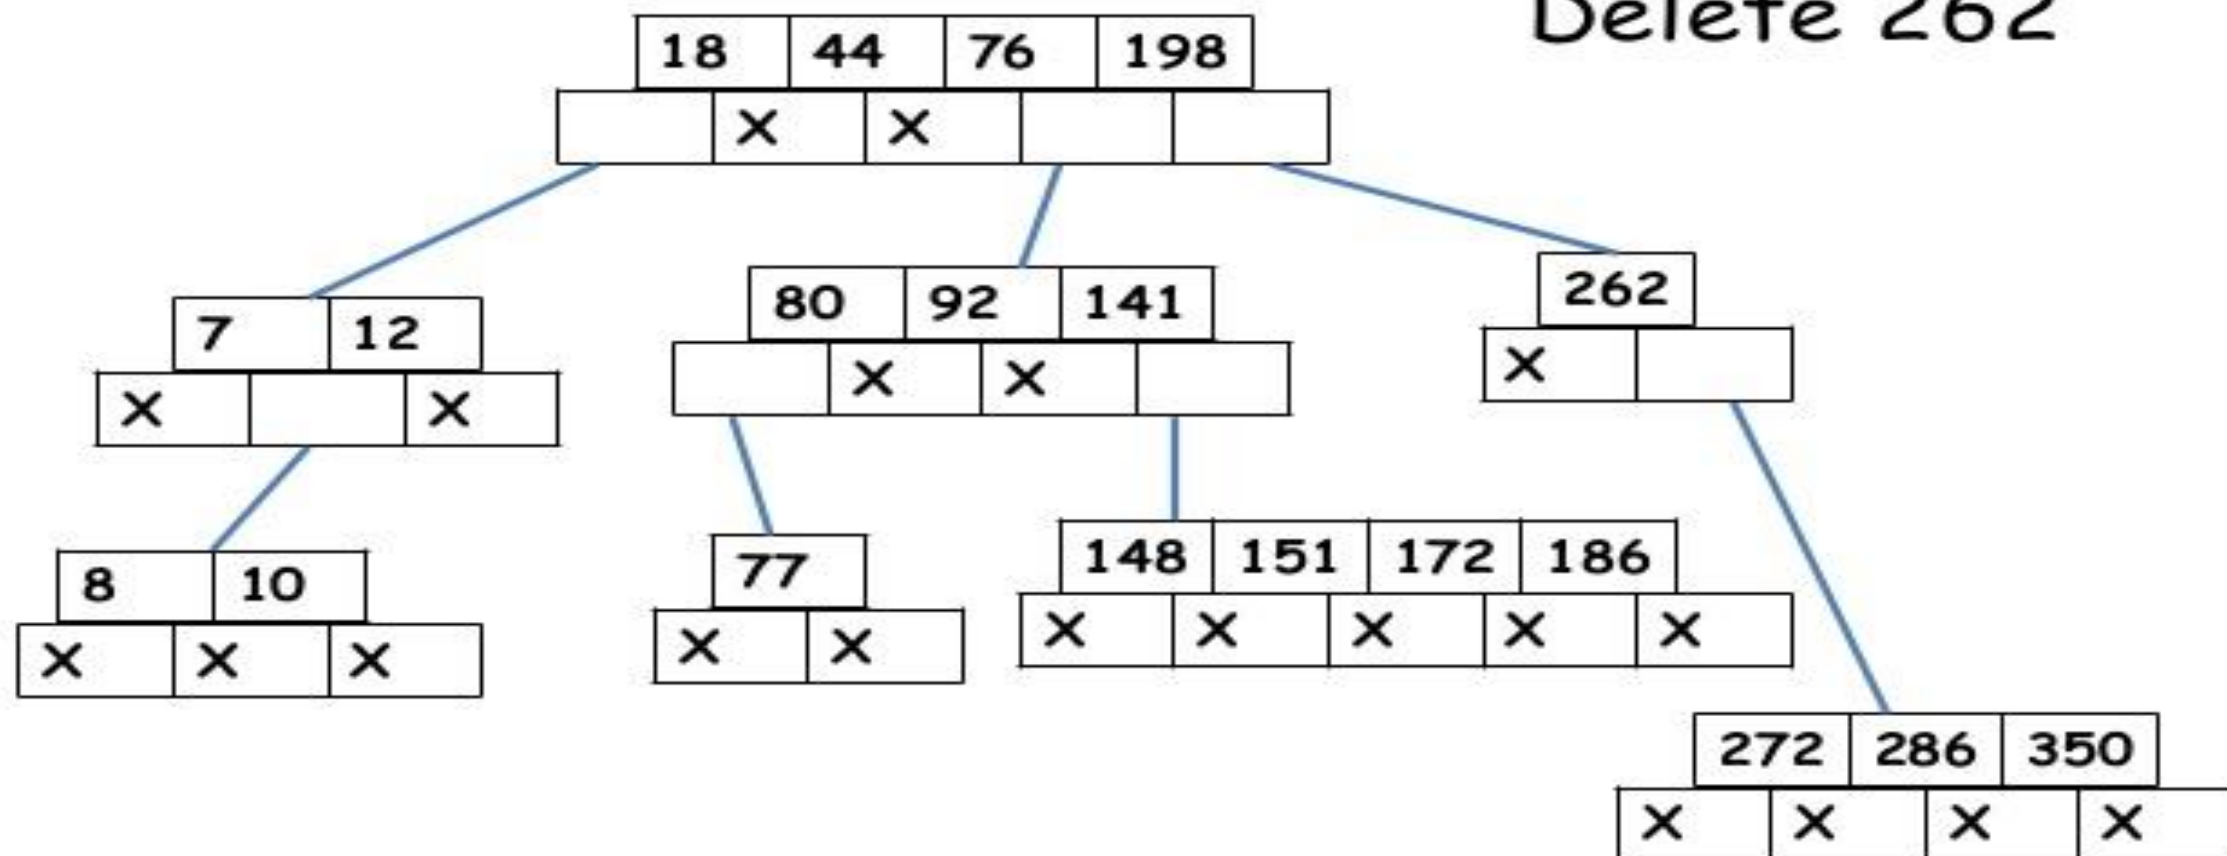 Delete 262
18 44 76 198
X X
262
80 92 141
7 12
X
X X
X X
148 151 172 186
77
8 10
X X X X X
X X
X X X
272 286 350
X X X X